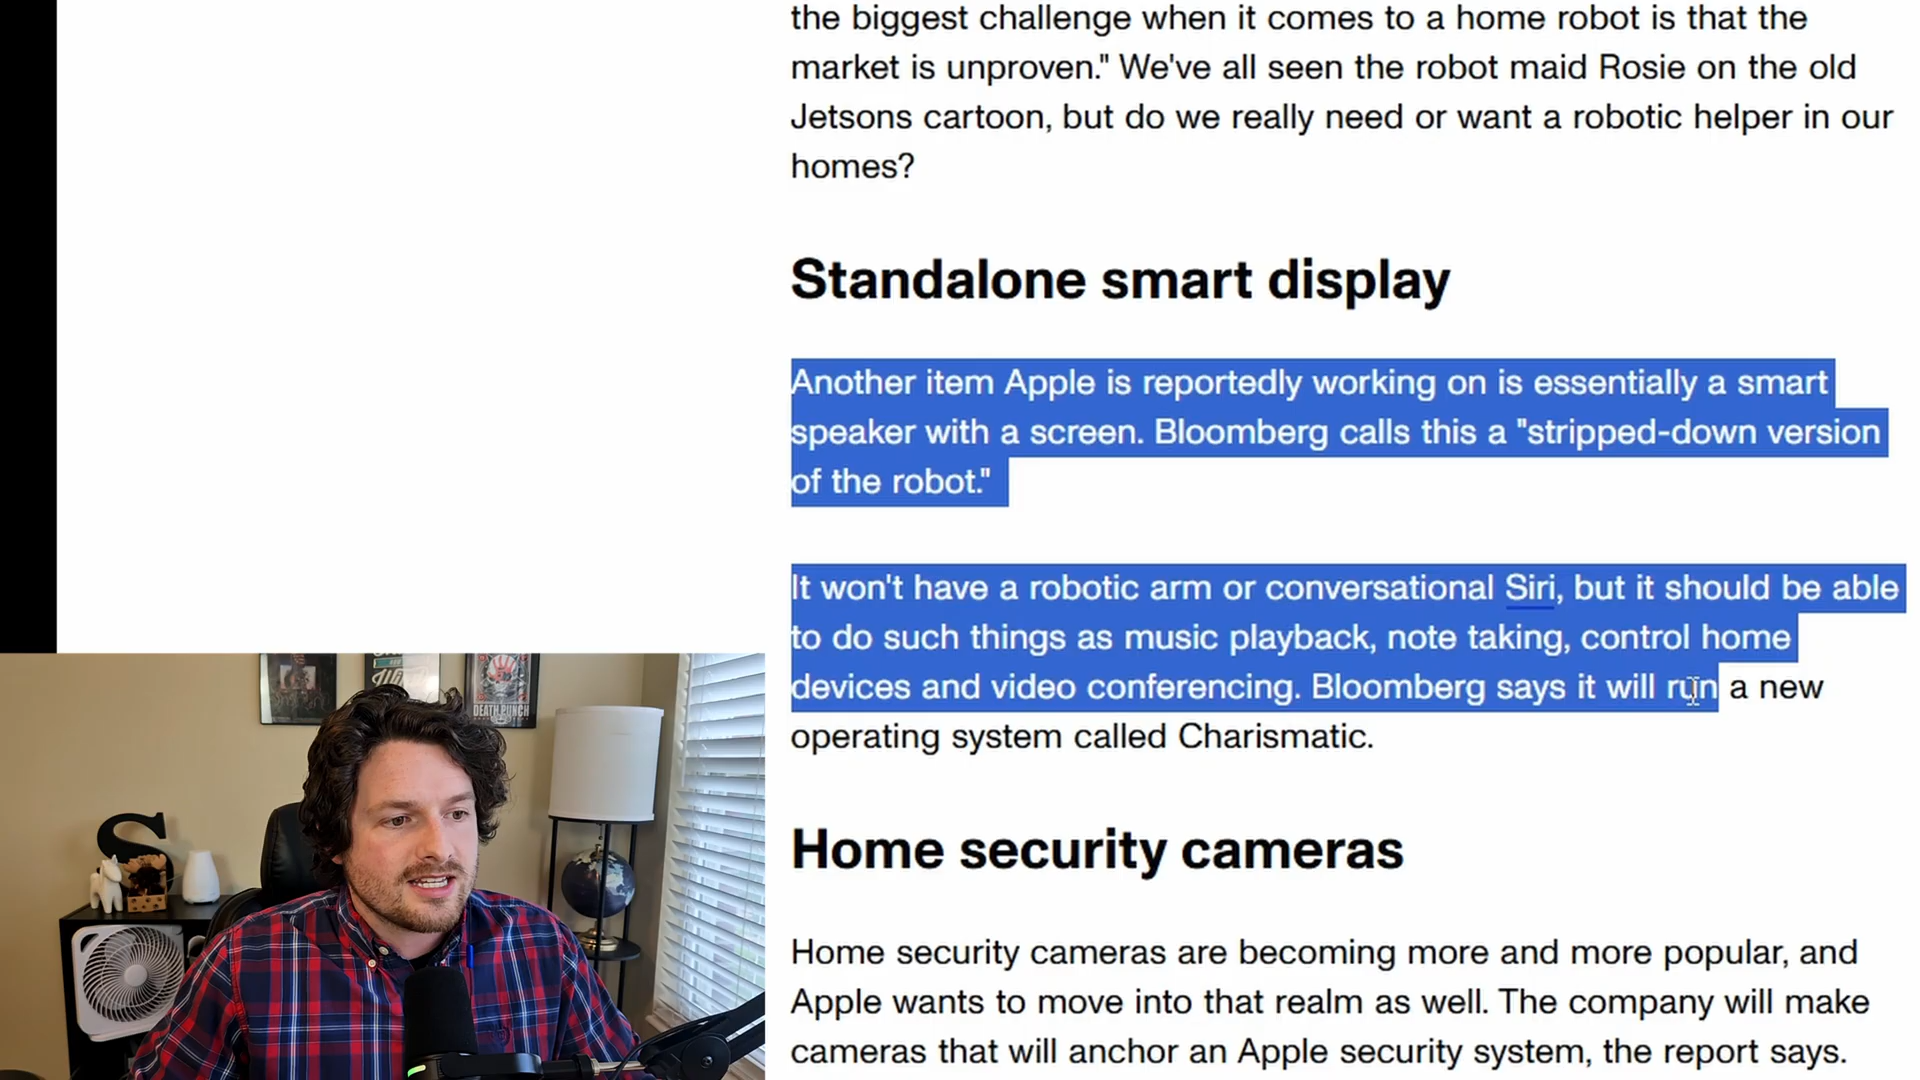 the biggest challenge when it comes to a home robot is that the
market is unproven." We've all seen the robot maid Rosie on the old
Jetsons cartoon, but do we really need or want a robotic helper in our
homes?
Standalone smart display
Another item Apple is reportedly working on is essentially a smart
speaker with a screen. Bloomberg calls this a "stripped-down version
of the robot."
It won't have a robotic arm or conversational Siri, but it should be able
to do such things as music playback, note taking, control home
devices and video conferencing. Bloomberg says it will run a new
operating system called Charismatic.
Home security cameras
Home security cameras are becoming more and more popular, and
Apple wants to move into that realm as well. The company will make
cameras that will anchor an Apple security system, the report says.
DEATH PUNCH
S